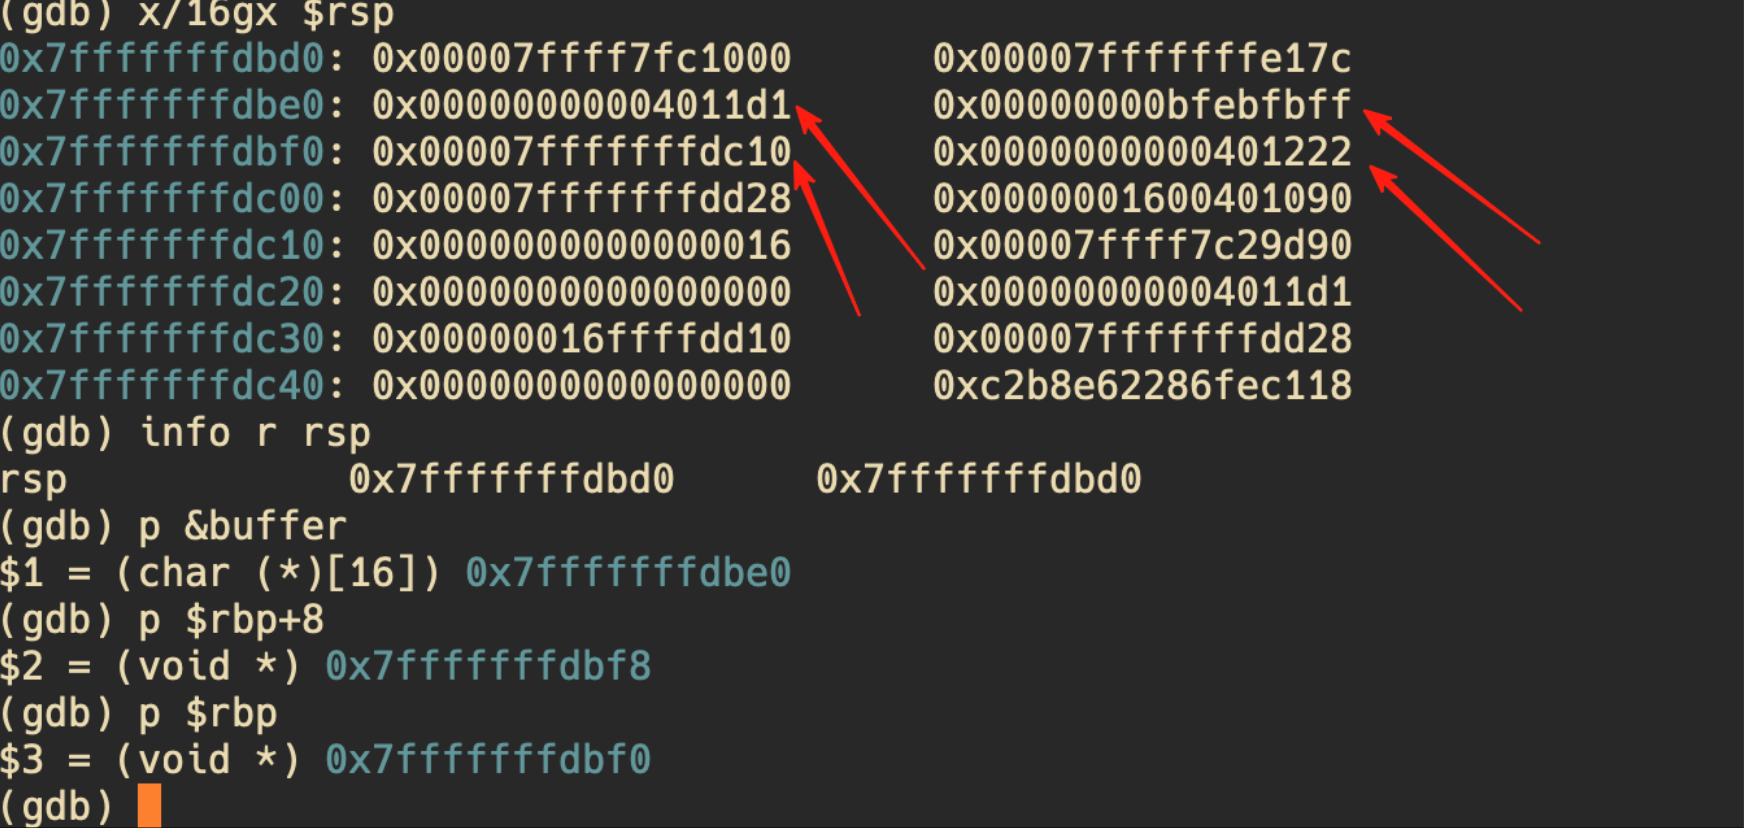 (gdb) x/16gx $rsp
0x7fffffffdbd0: 0x00007ffff7fc1000 0x00007fffffffe17c
0x7fffffffdbe0: 0x00000000004011d1 0x00000000bfebfbff
0x7fffffffdbf0: 0x00007fffffffdc10 0x0000000000401222
0x7fffffffdc00: 0x00007fffffffdd28 0x0000001600401090
0x7fffffffdc10: 0x0000000000000016 0x00007ffff7c29d90
0x7fffffffdc20: 0x0000000000000000 0x00000000004011d1
0x7fffffffdc30: 0x00000016ffffdd10 0x00007fffffffdd28
0x7fffffffdc40: 0x0000000000000000 0xc2b8e62286fec118
(gdb) info r rsp
rsp 0x7fffffffdbd0 0x7fffffffdbd0
(gdb) p &buffer
$1 = (char (*)[16]) 0x7fffffffdbe0
(gdb) p $rbp+8
$2 = (void *) 0x7fffffffdbf8
(gdb) p $rbp
$3 = (void *) 0x7fffffffdbf0
(gdb)